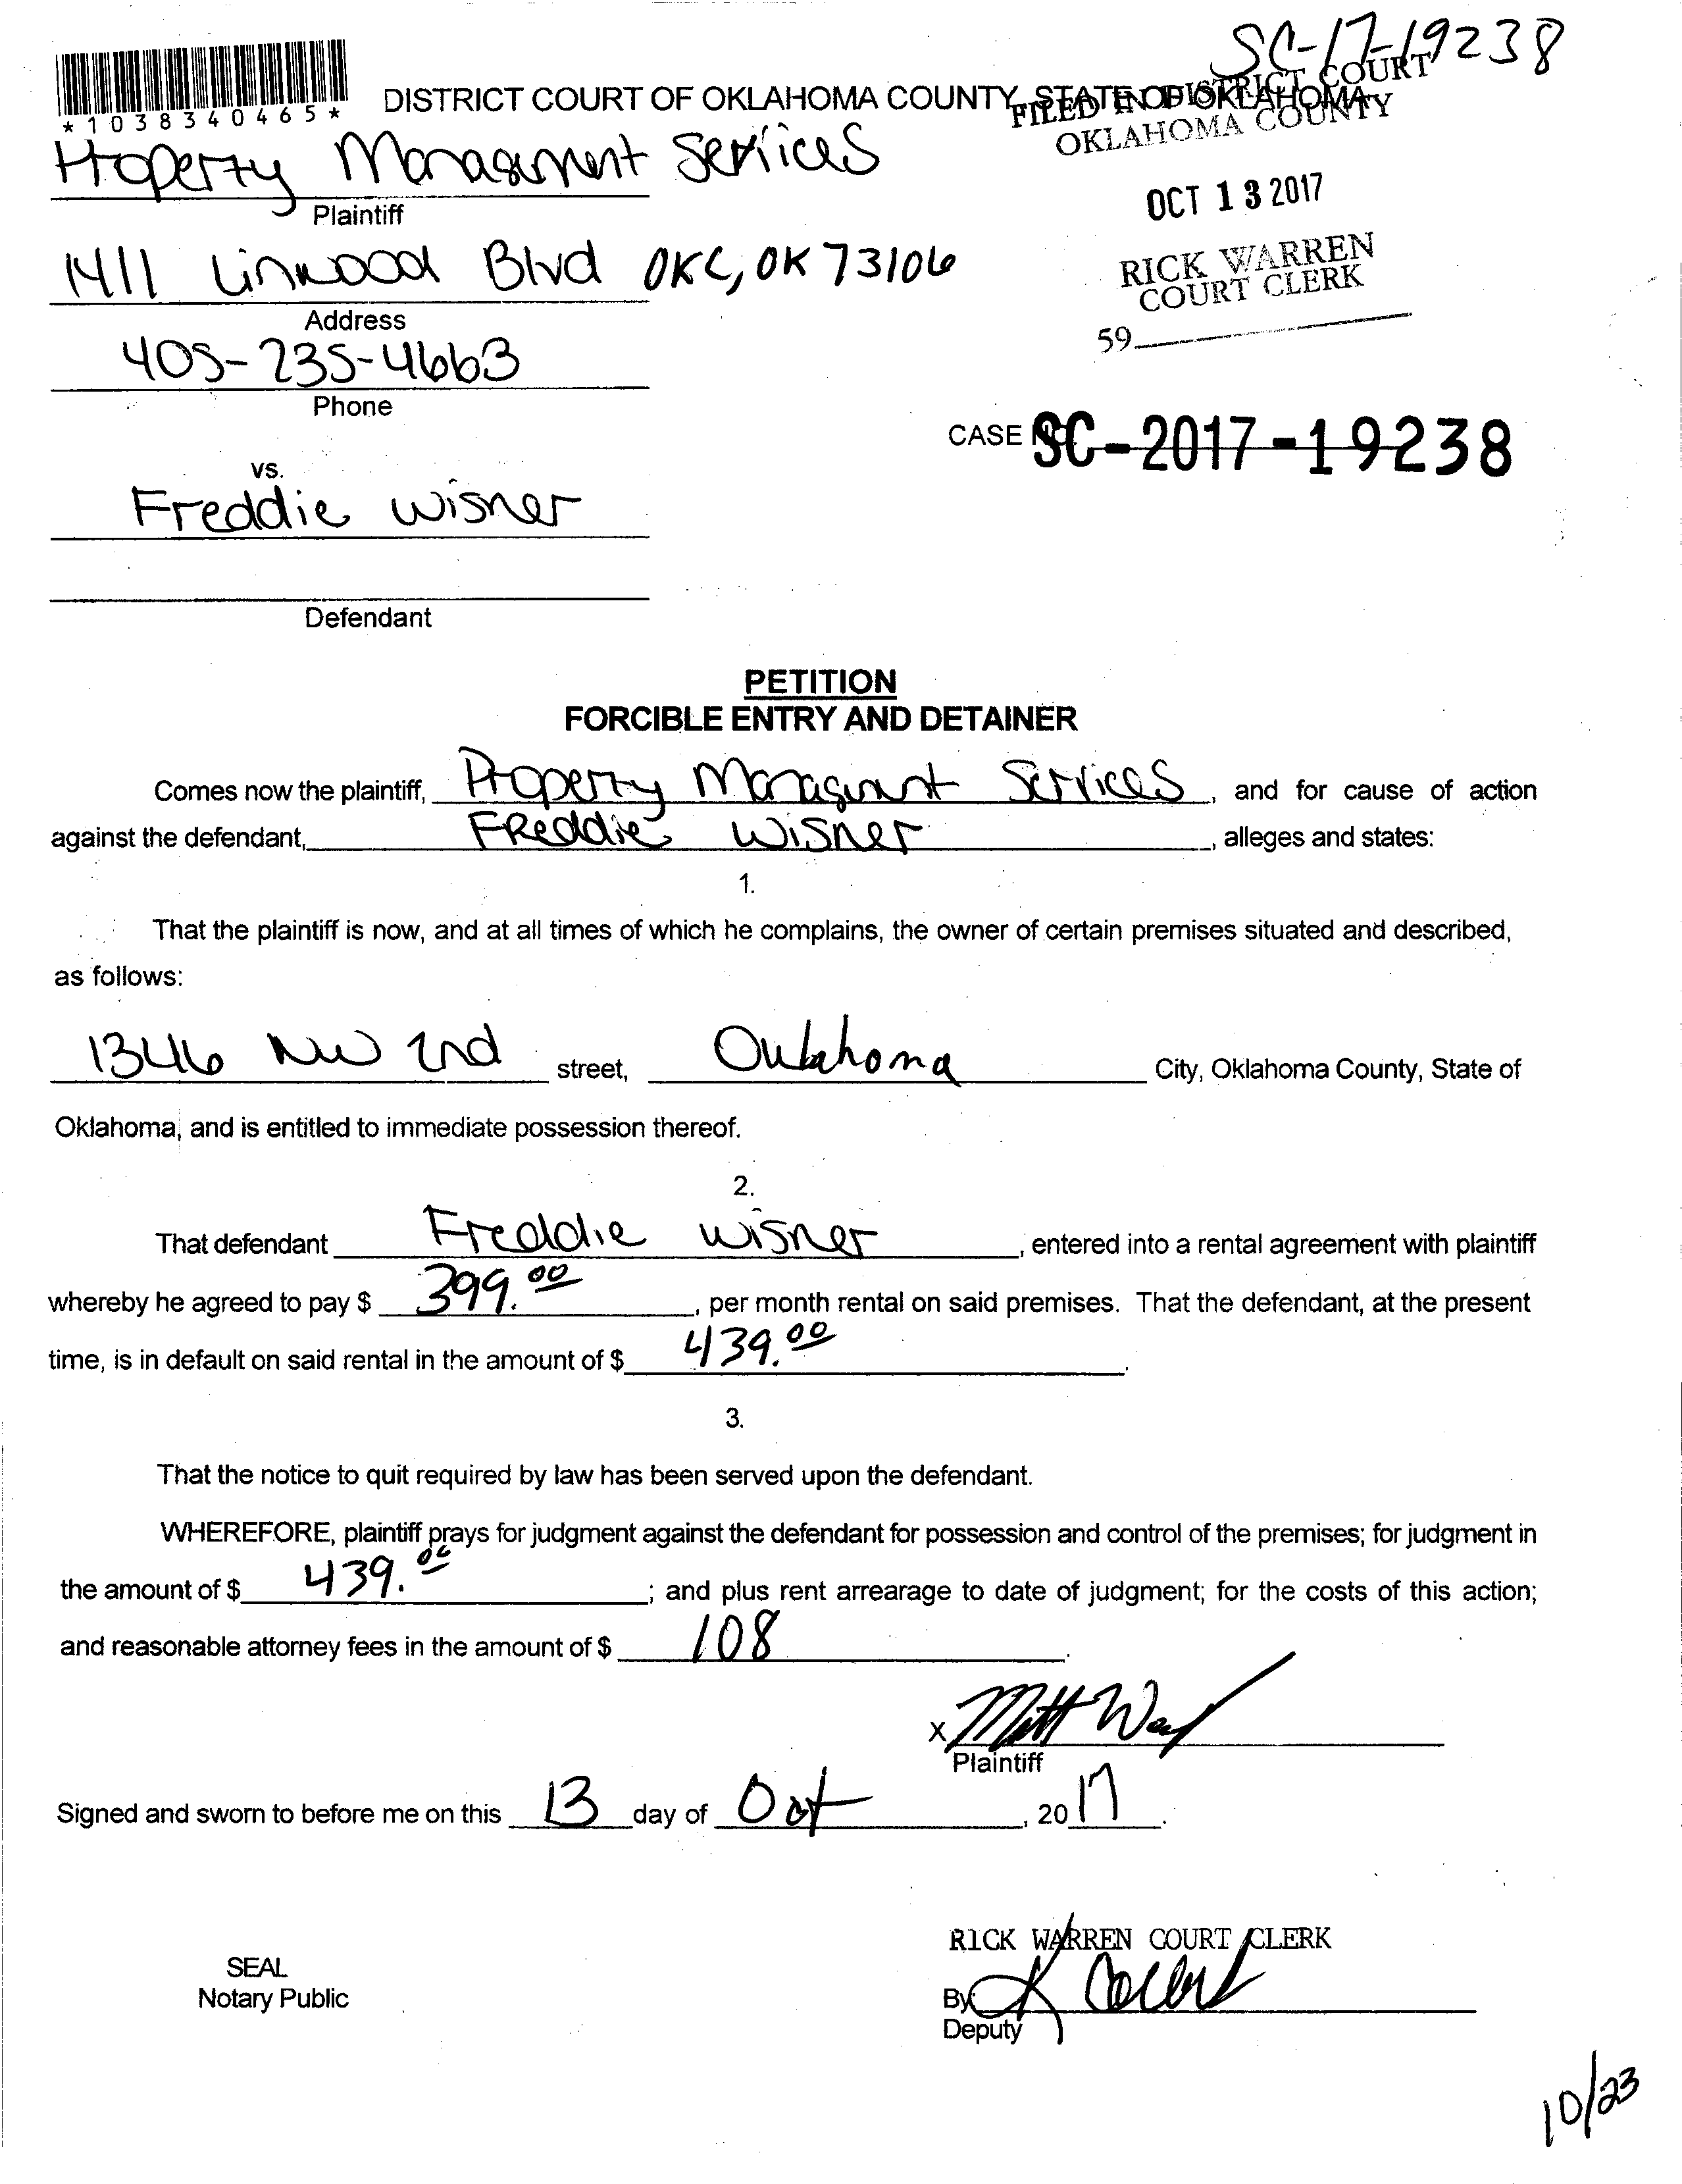 SC-17-19238
*1038340465*
DISTRICT COURT OF OKLAHOMA COUNTY, STATE OF OKLAHOMA
FILED IN DISTRICT COURT
OKLAHOMA COUNTY
Property Management Services
Plaintiff
OCT 13 2017
1411 Linwood Blvd OKC, OK 73106
Address
RICK WARREN
COURT CLERK
59
405-235-4663
Phone
CASE NO. SC-2017-19238
vs.
Freddie Wisner
Defendant
PETITION
FORCIBLE ENTRY AND DETAINER
Comes now the plaintiff, Property Management Services, and for cause of action
against the defendant, Freddie Wisner, alleges and states:
1.
That the plaintiff is now, and at all times of which he complains, the owner of certain premises situated and described,
as follows:
1346 NW 2nd street, Oklahoma City, Oklahoma County, State of
Oklahoma, and is entitled to immediate possession thereof.
2.
That defendant Freddie Wisner, entered into a rental agreement with plaintiff
whereby he agreed to pay $ 399.00, per month rental on said premises. That the defendant, at the present
time, is in default on said rental in the amount of $ 439.00.
3.
That the notice to quit required by law has been served upon the defendant.
WHEREFORE, plaintiff prays for judgment against the defendant for possession and control of the premises; for judgment in
the amount of $ 439.00; and plus rent arrearage to date of judgment; for the costs of this action;
and reasonable attorney fees in the amount of $ 108.
X Matt
Plaintiff
Signed and sworn to before me on this 13 day of Oct, 2017.
RICK WARREN COURT CLERK
SEAL
Notary Public
By K
Deputy
10/23